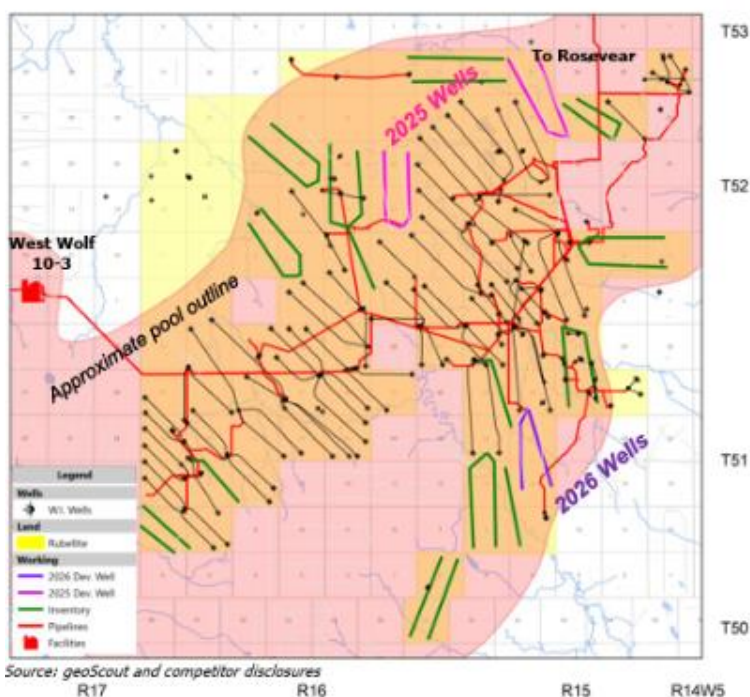 T53
To Rosevear
2025 Wells
T52
West Wolf
10-3
Approximate pool outline
2026 Wells
T51
Legend
Wells
W.I. Wells
Land
Rubellite
Working
2026 Dev. Well
2025 Dev. Well
Inventory
Pipelines
Facilities
T50
Source: geoScout and competitor disclosures
R17
R16
R15
R14W5